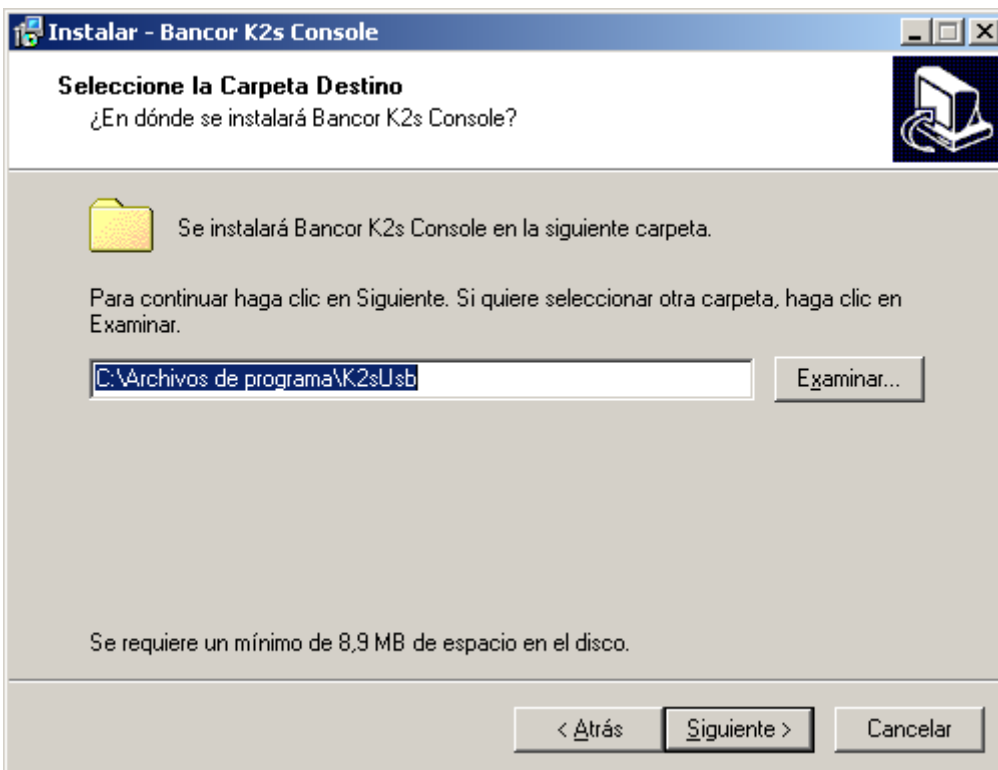 Instalar - Bancor K2s Console
Seleccione la Carpeta Destino
¿En dónde se instalará Bancor K2s Console?
Se instalará Bancor K2s Console en la siguiente carpeta.
Para continuar haga clic en Siguiente. Si quiere seleccionar otra carpeta, haga clic en
Examinar.
C:\Archivos de programa\K2sUsb
Examinar...
Se requiere un mínimo de 8,9 MB de espacio en el disco.
< Atrás
Siguiente >
Cancelar